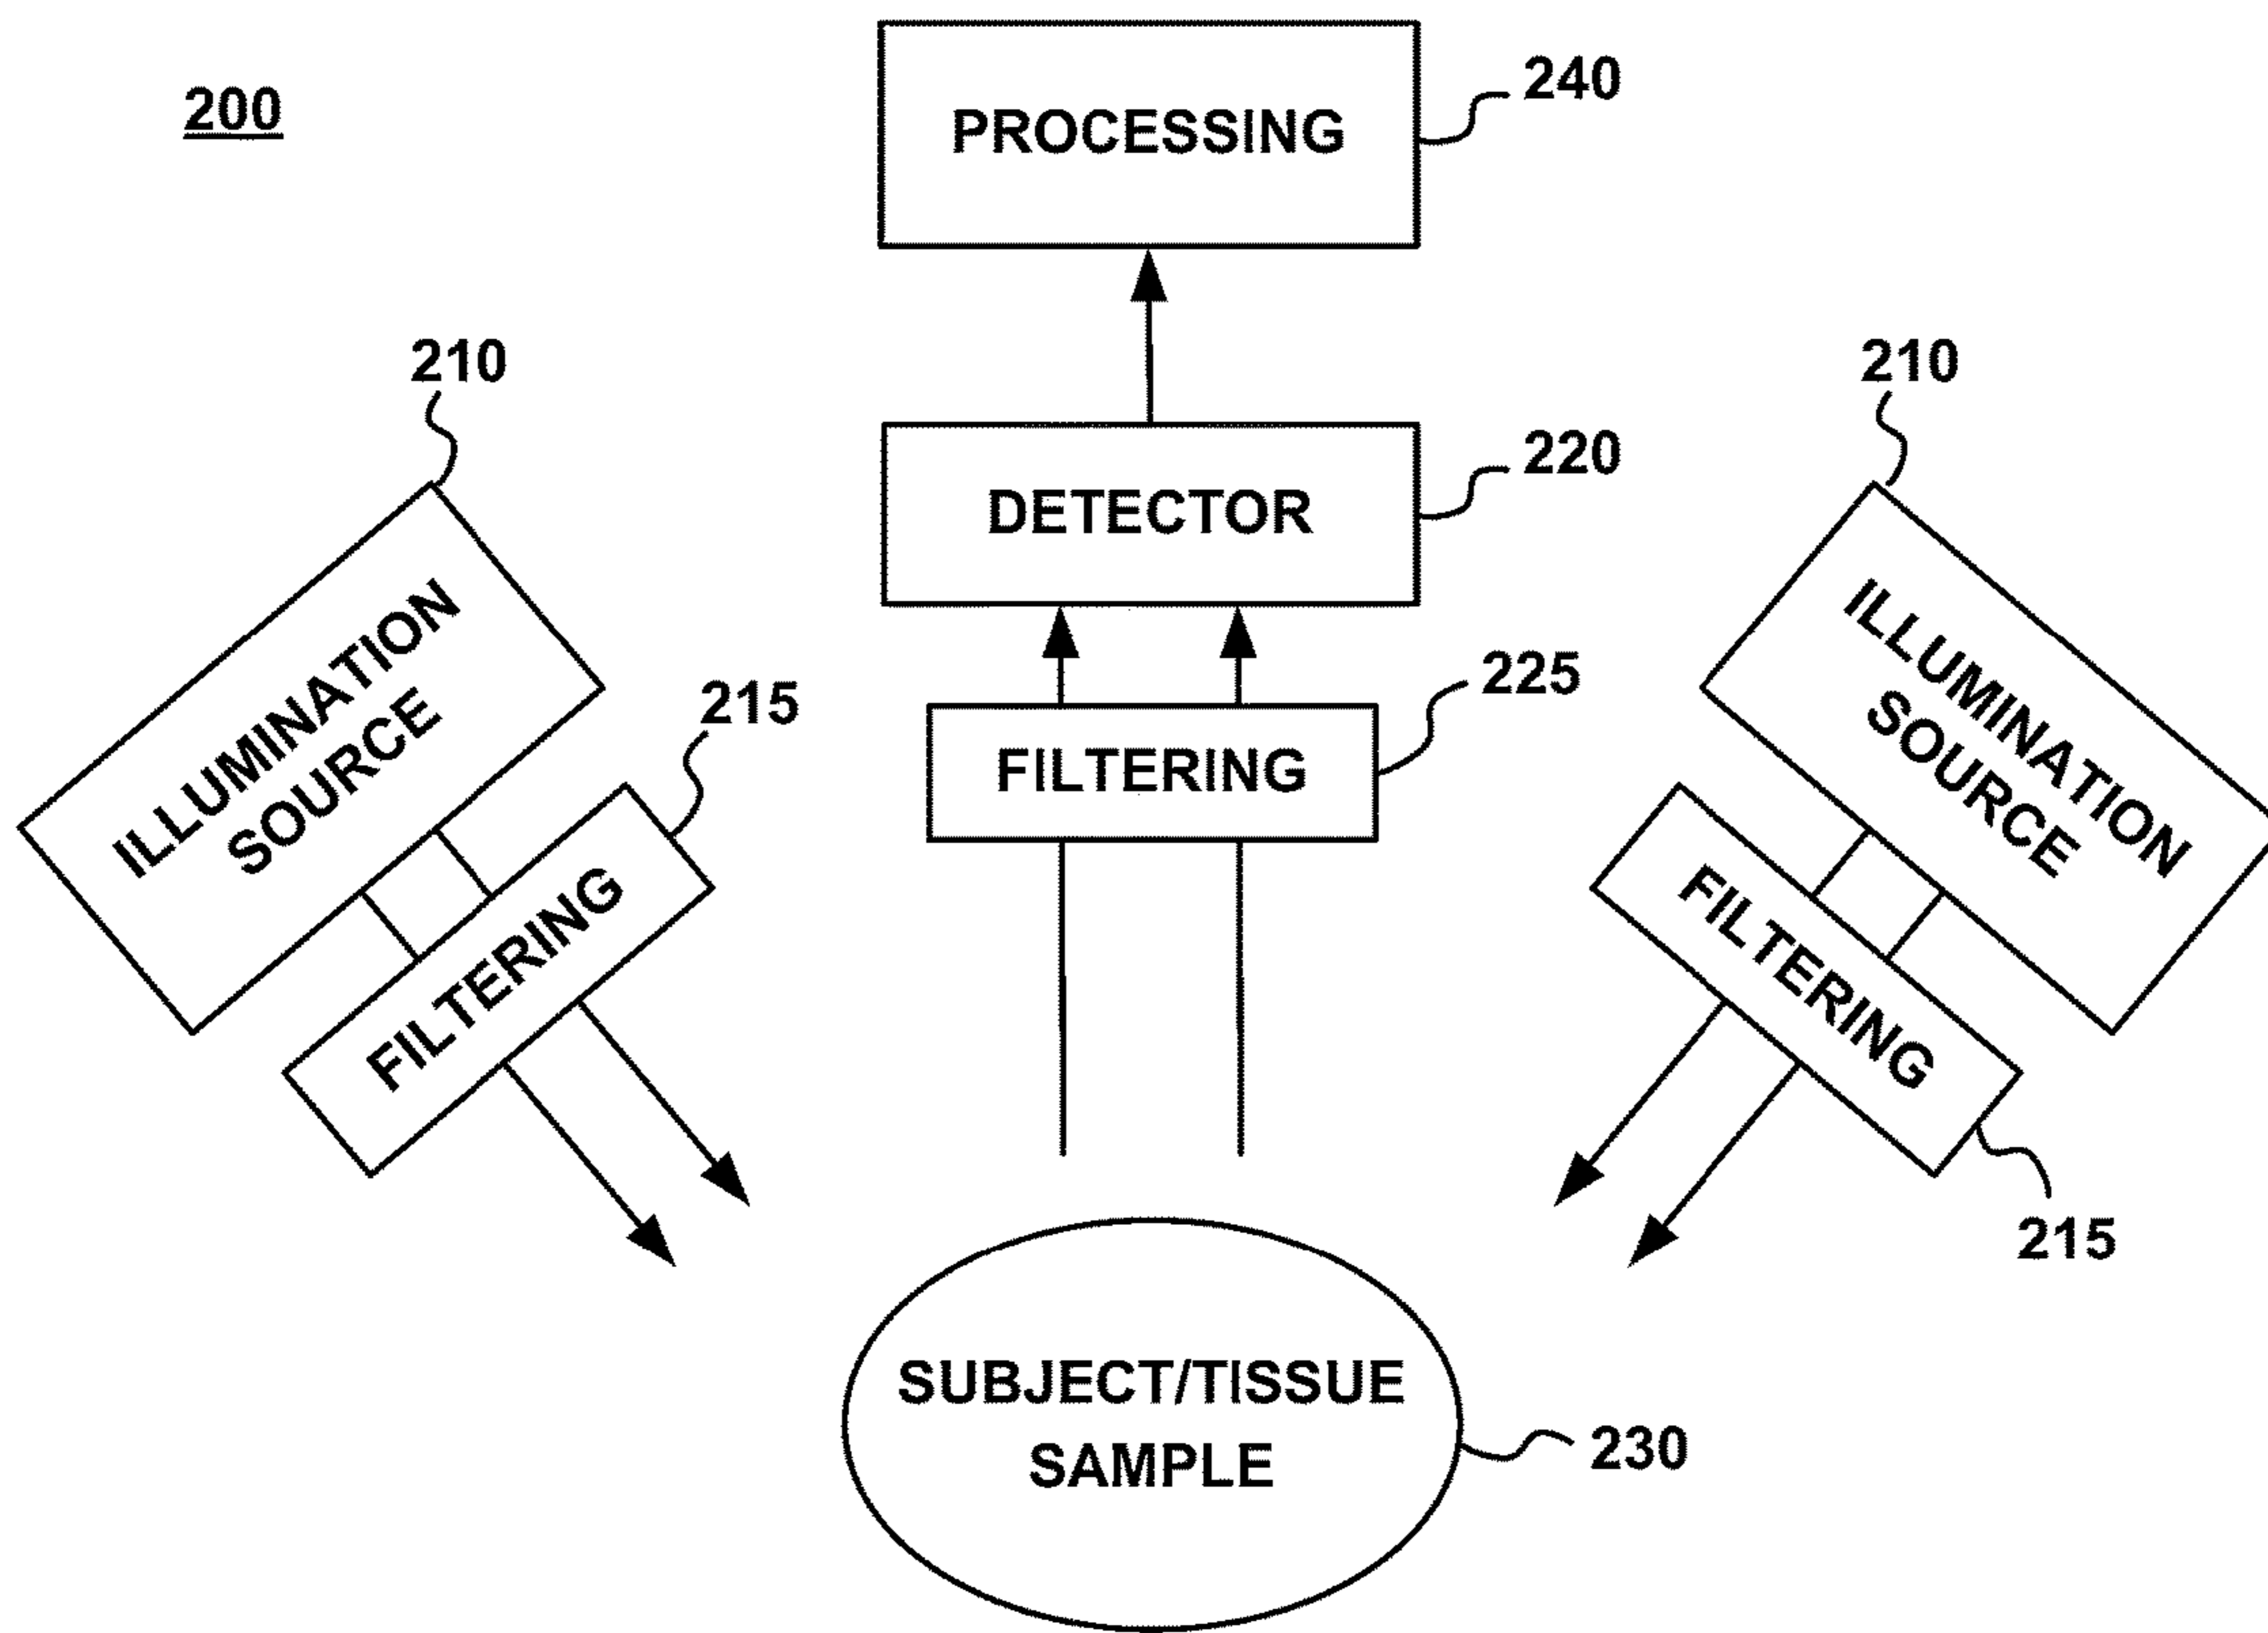 200
PROCESSING
240
210
210
DETECTOR
220
ILLUMINATION
SOURCE
ILLUMINATION
SOURCE
215
FILTERING
225
FILTERING
FILTERING
215
SUBJECT/TISSUE
SAMPLE
230